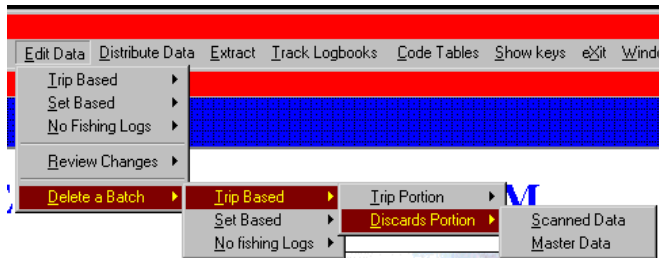 Edit Data Distribute Data Extract Track Logbooks Code Tables Show keys eXit Windo
Trip Based
Set Based
No Fishing Logs
Review Changes
Delete a Batch Trip Based Trip Portion M
Set Based Discards Portion Scanned Data
No fishing Logs Master Data